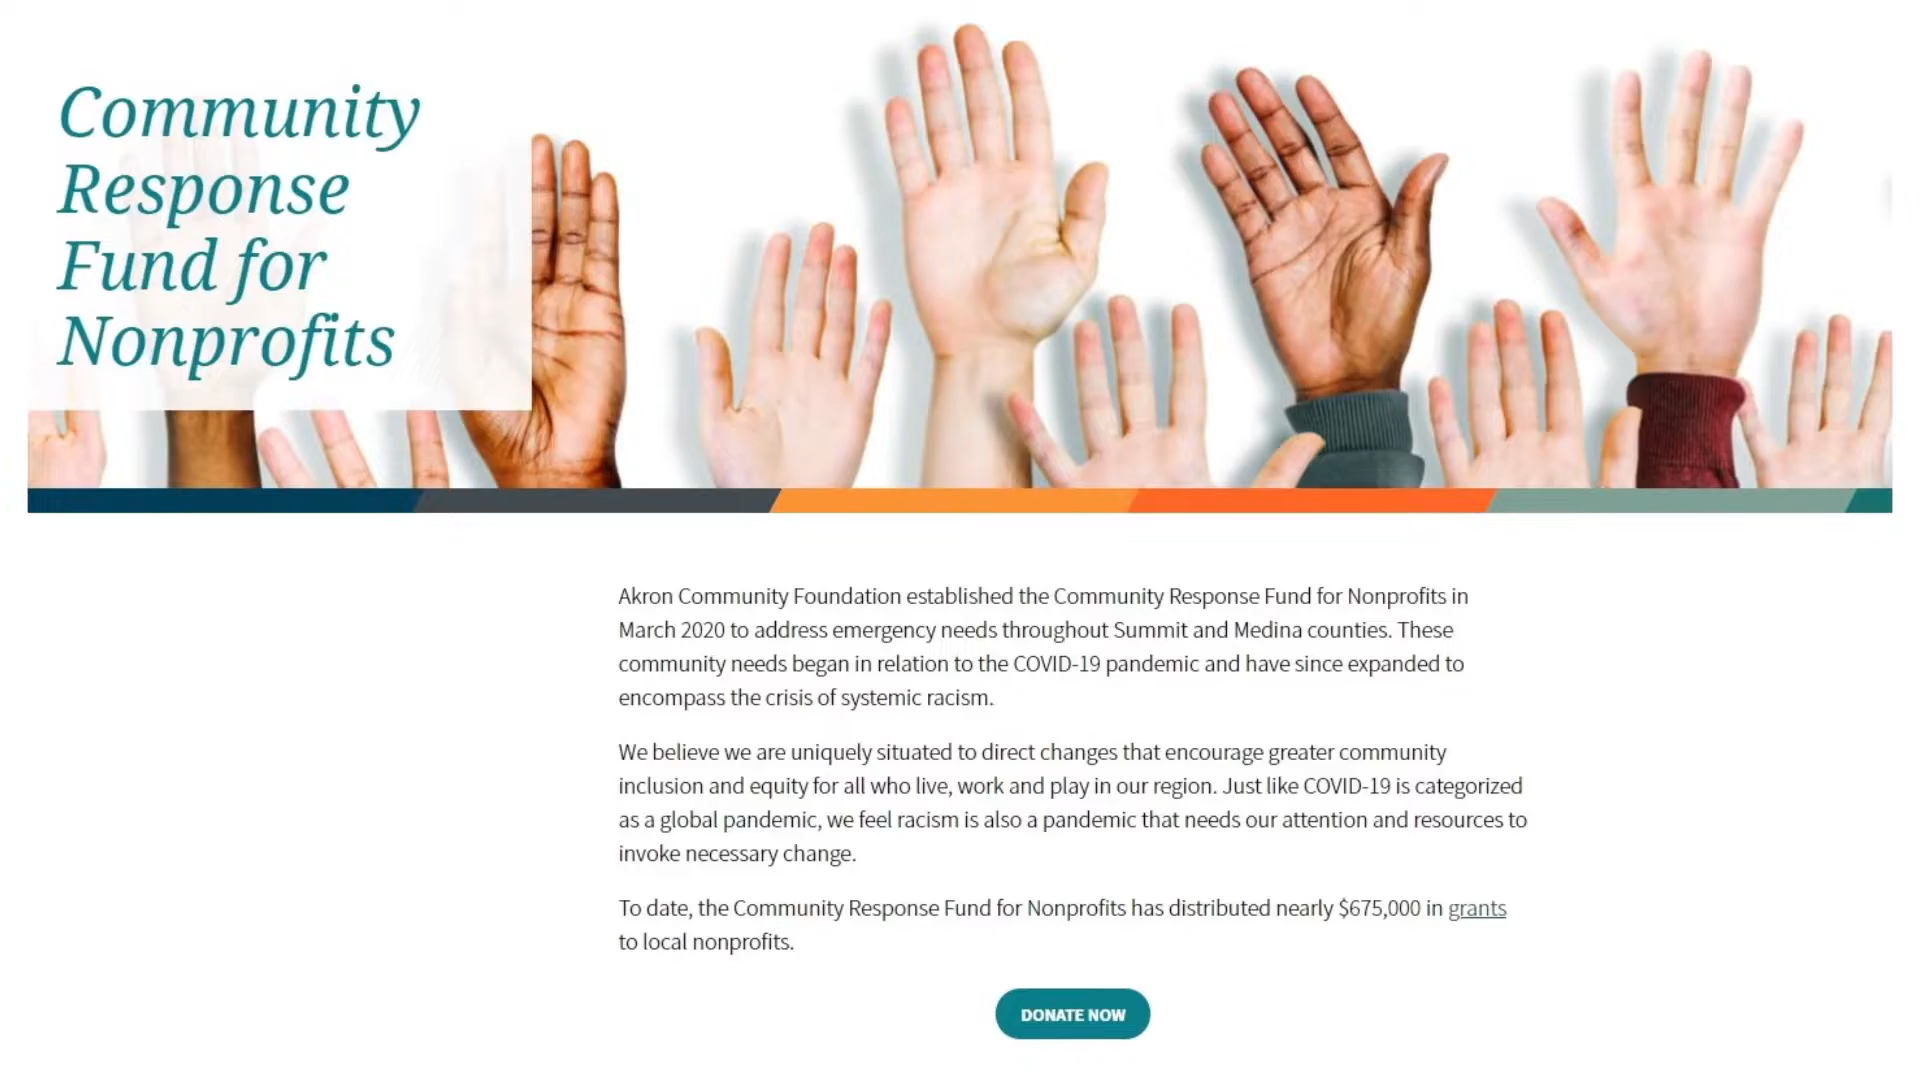 Community
Response
Fund for
Nonprofits
Akron Community Foundation established the Community Response Fund for Nonprofits in
March 2020 to address emergency needs throughout Summit and Medina counties. These
community needs began in relation to the COVID-19 pandemic and have since expanded to
encompass the crisis of systemic racism.
We believe we are uniquely situated to direct changes that encourage greater community
inclusion and equity for all who live, work and play in our region. Just like COVID-19 is categorized
as a global pandemic, we feel racism is also a pandemic that needs our attention and resources to
invoke necessary change.
To date, the Community Response Fund for Nonprofits has distributed nearly $675,000 in grants
to local nonprofits.
DONATE NOW